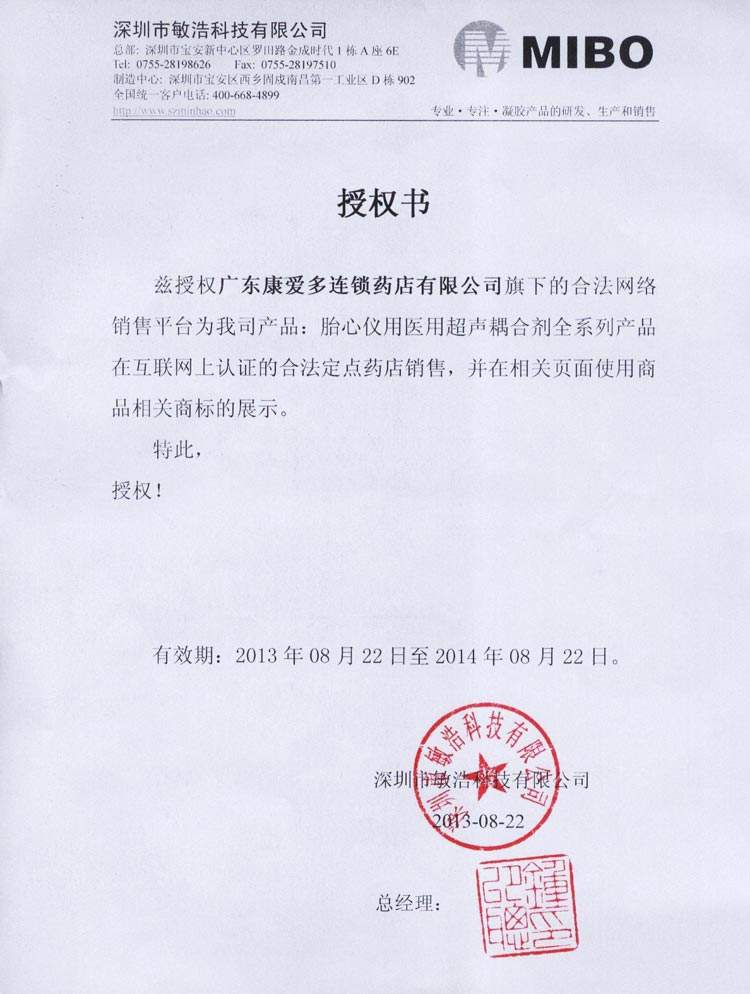 深圳市敏浩科技有限公司
总部: 深圳市宝安新中心区罗田路金成时代1栋A座6E
Tel: 0755-28198626 Fax: 0755-28197510
制造中心: 深圳市宝安区西乡固戍南昌第一工业区D栋902
全国统一客户电话: 400-668-4899
http://www.szminhao.com
MIBO
专业·专注·凝胶产品的研发、生产和销售
授权书
兹授权广东康爱多连锁药店有限公司旗下的合法网络
销售平台为我司产品：胎心仪用医用超声耦合剂全系列产品
在互联网上认证的合法定点药店销售，并在相关页面使用商
品相关商标的展示。
特此，
授权！
有效期：2013年08月22日至2014年08月22日。
深圳市敏浩科技有限公司
深圳市敏浩科技有限公司
2013-08-22
总经理：